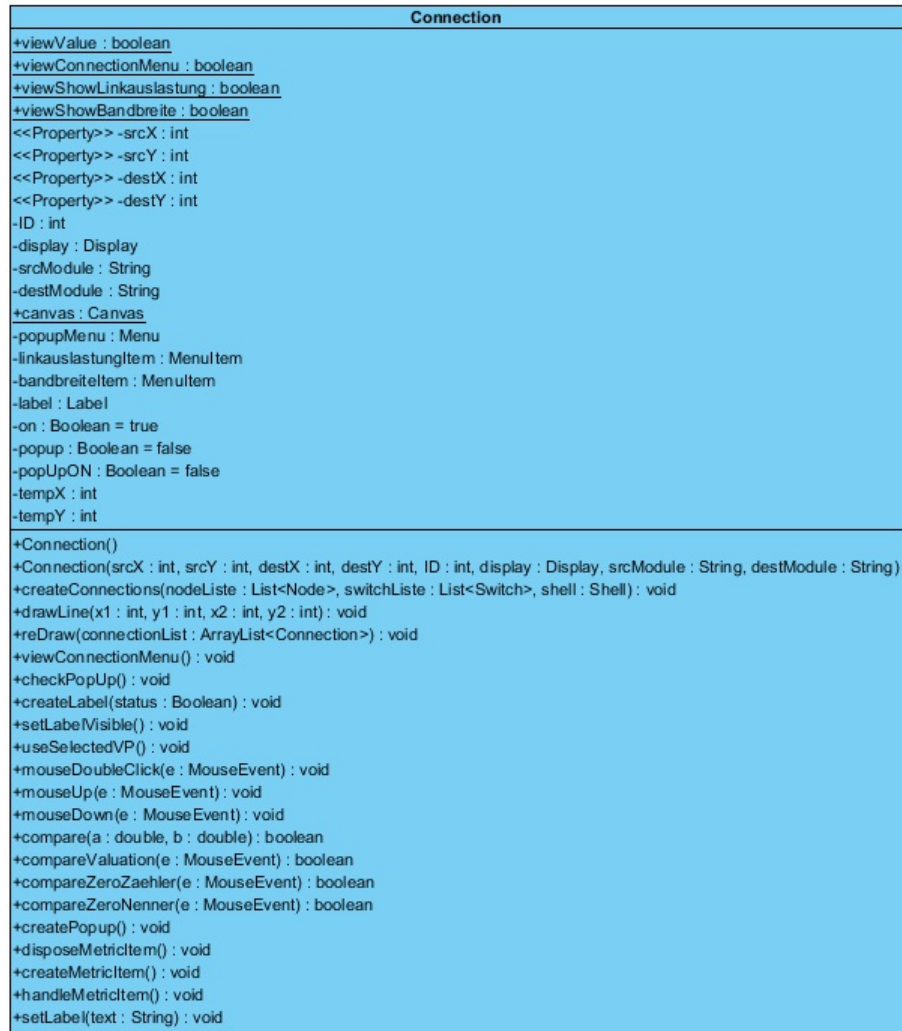 Connection
+viewValue : boolean
+viewConnectionMenu : boolean
+viewShowLinkauslastung : boolean
+viewShowBandbreite : boolean
<<Property>> -srcX : int
<<Property>> -srcY : int
<<Property>> -destX : int
<<Property>> -destY : int
-ID : int
-display : Display
-srcModule : String
-destModule : String
+canvas : Canvas
-popupMenu : Menu
-linkauslastungItem : MenuItem
-bandbreiteItem : MenuItem
-label : Label
-on : Boolean = true
-popup : Boolean = false
-popUpON : Boolean = false
-tempX : int
-tempY : int
+Connection()
+Connection(srcX : int, srcY : int, destX : int, destY : int, ID : int, display : Display, srcModule : String, destModule : String)
+createConnections(nodeListe : List<Node>, switchListe : List<Switch>, shell : Shell) : void
+drawLine(x1 : int, y1 : int, x2 : int, y2 : int) : void
+reDraw(connectionList : ArrayList<Connection>) : void
+viewConnectionMenu() : void
+checkPopUp() : void
+createLabel(status : Boolean) : void
+setLabelVisible() : void
+useSelectedVP() : void
+mouseDoubleClick(e : MouseEvent) : void
+mouseUp(e : MouseEvent) : void
+mouseDown(e : MouseEvent) : void
+compare(a : double, b : double) : boolean
+compareValuation(e : MouseEvent) : boolean
+compareZeroZaehler(e : MouseEvent) : boolean
+compareZeroNenner(e : MouseEvent) : boolean
+createPopup() : void
+disposeMetricItem() : void
+createMetricItem() : void
+handleMetricItem() : void
+setLabel(text : String) : void